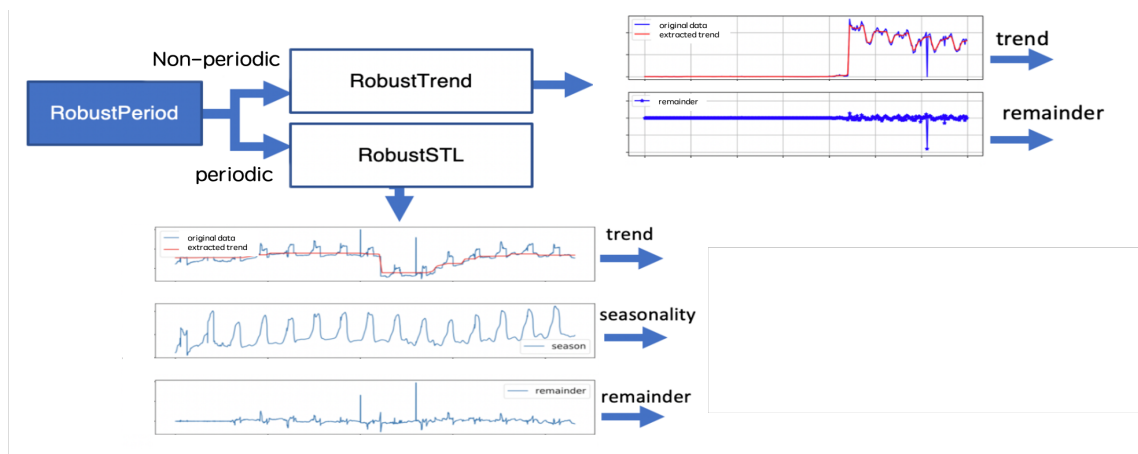 original data
extracted trend
trend
Non-periodic
RobustTrend
RobustPeriod
remainder
remainder
RobustSTL
periodic
original data
extracted trend
trend
seasonality
season
remainder
remainder